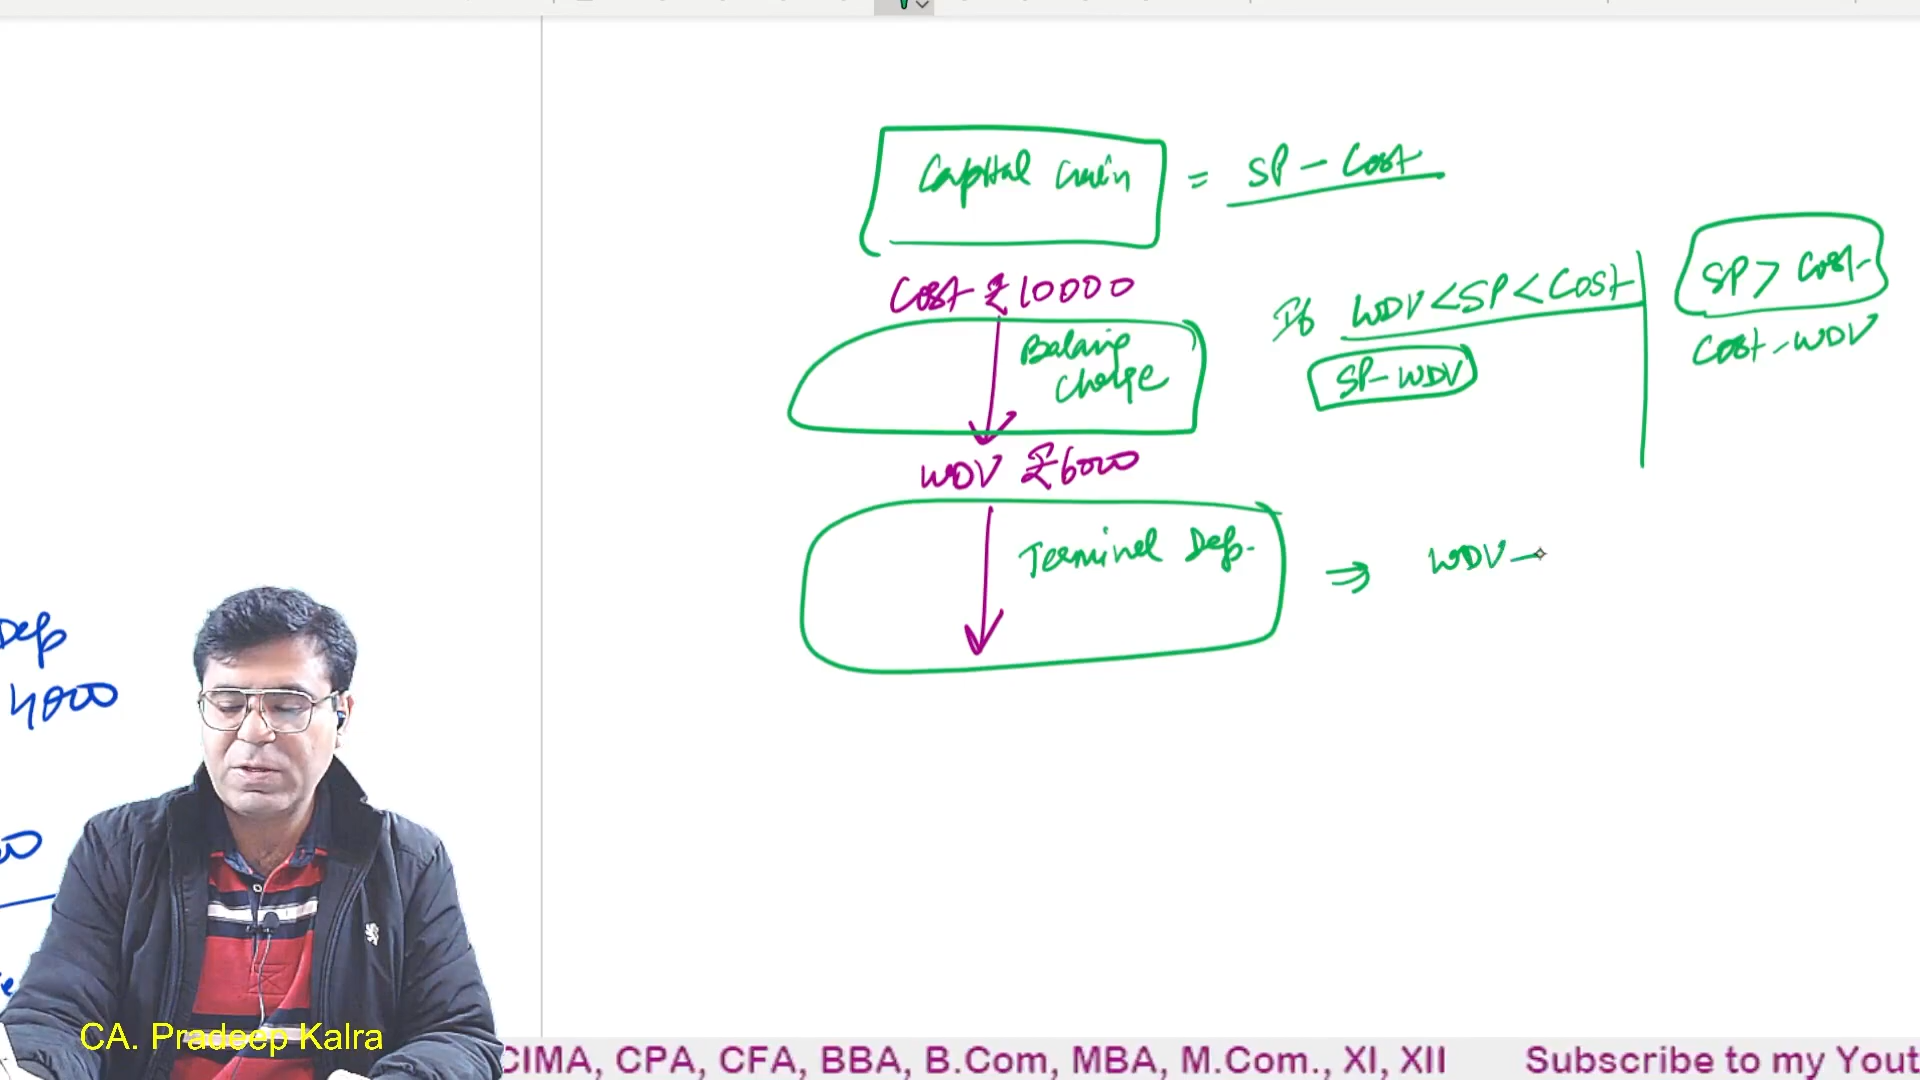 Capital Gain = SP - Cost
Cost ₹10000
Balancing Charge
If WDV < SP < COST
SP - WDV
SP > Cost
Cost - WDV
WDV ₹6000
Terminal Dep.
⇒ WDV -
Dep
4000
CA. Pradeep Kalra
CIMA, CPA, CFA, BBA, B.Com, MBA, M.Com., XI, XII Subscribe to my Yout